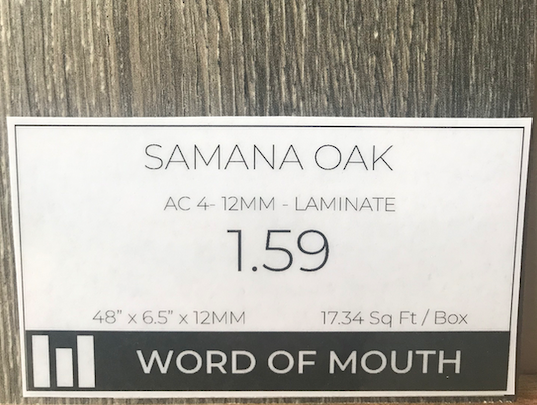 SAMANA OAK
AC 4- 12MM - LAMINATE
1.59
48" x 6.5" x 12MM 17.34 Sq Ft / Box
WORD OF MOUTH